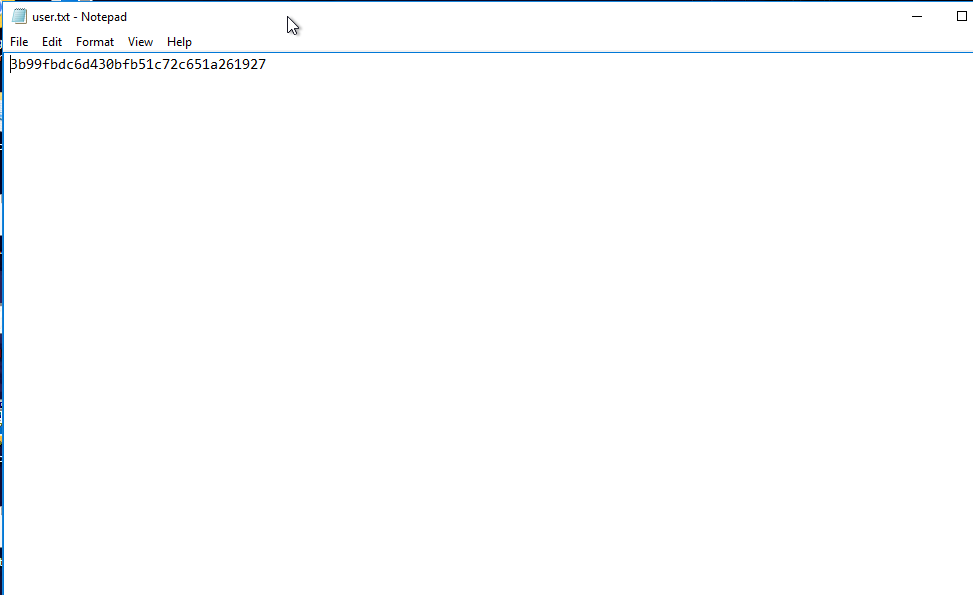 user.txt - Notepad
File Edit Format View Help
3b99fbdc6d430bfb51c72c651a261927